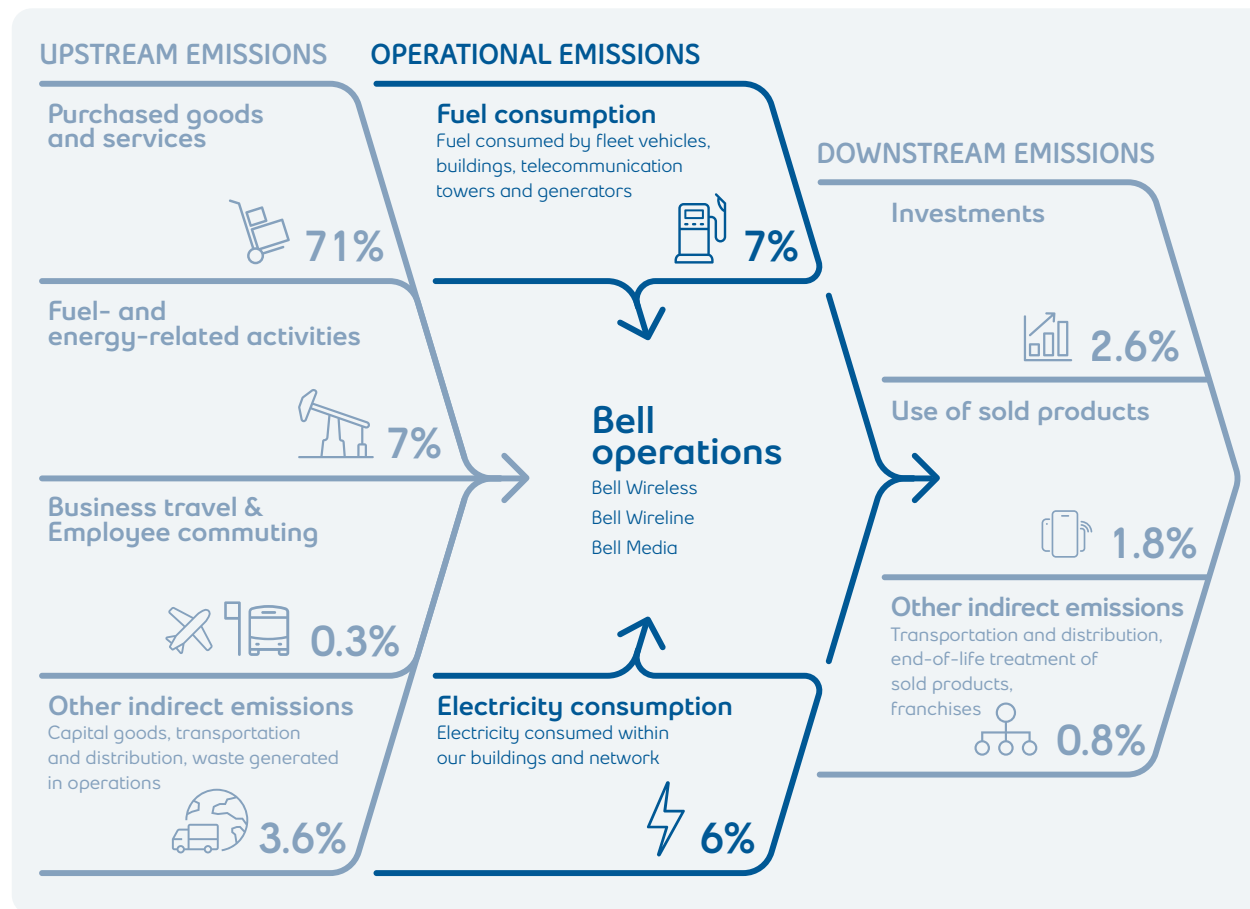 UPSTREAM EMISSIONS
Purchased goods
and services
71%
Fuel- and
energy-related activities
7%
Business travel &
Employee commuting
0.3%
Other indirect emissions
Capital goods, transportation
and distribution, waste generated
in operations
3.6%
OPERATIONAL EMISSIONS
Fuel consumption
Fuel consumed by fleet vehicles,
buildings, telecommunication
towers and generators
7%
Bell
operations
Bell Wireless
Bell Wireline
Bell Media
Electricity consumption
Electricity consumed within
our buildings and network
6%
DOWNSTREAM EMISSIONS
Investments
2.6%
Use of sold products
1.8%
Other indirect emissions
Transportation and distribution,
end-of-life treatment of
sold products,
franchises
0.8%